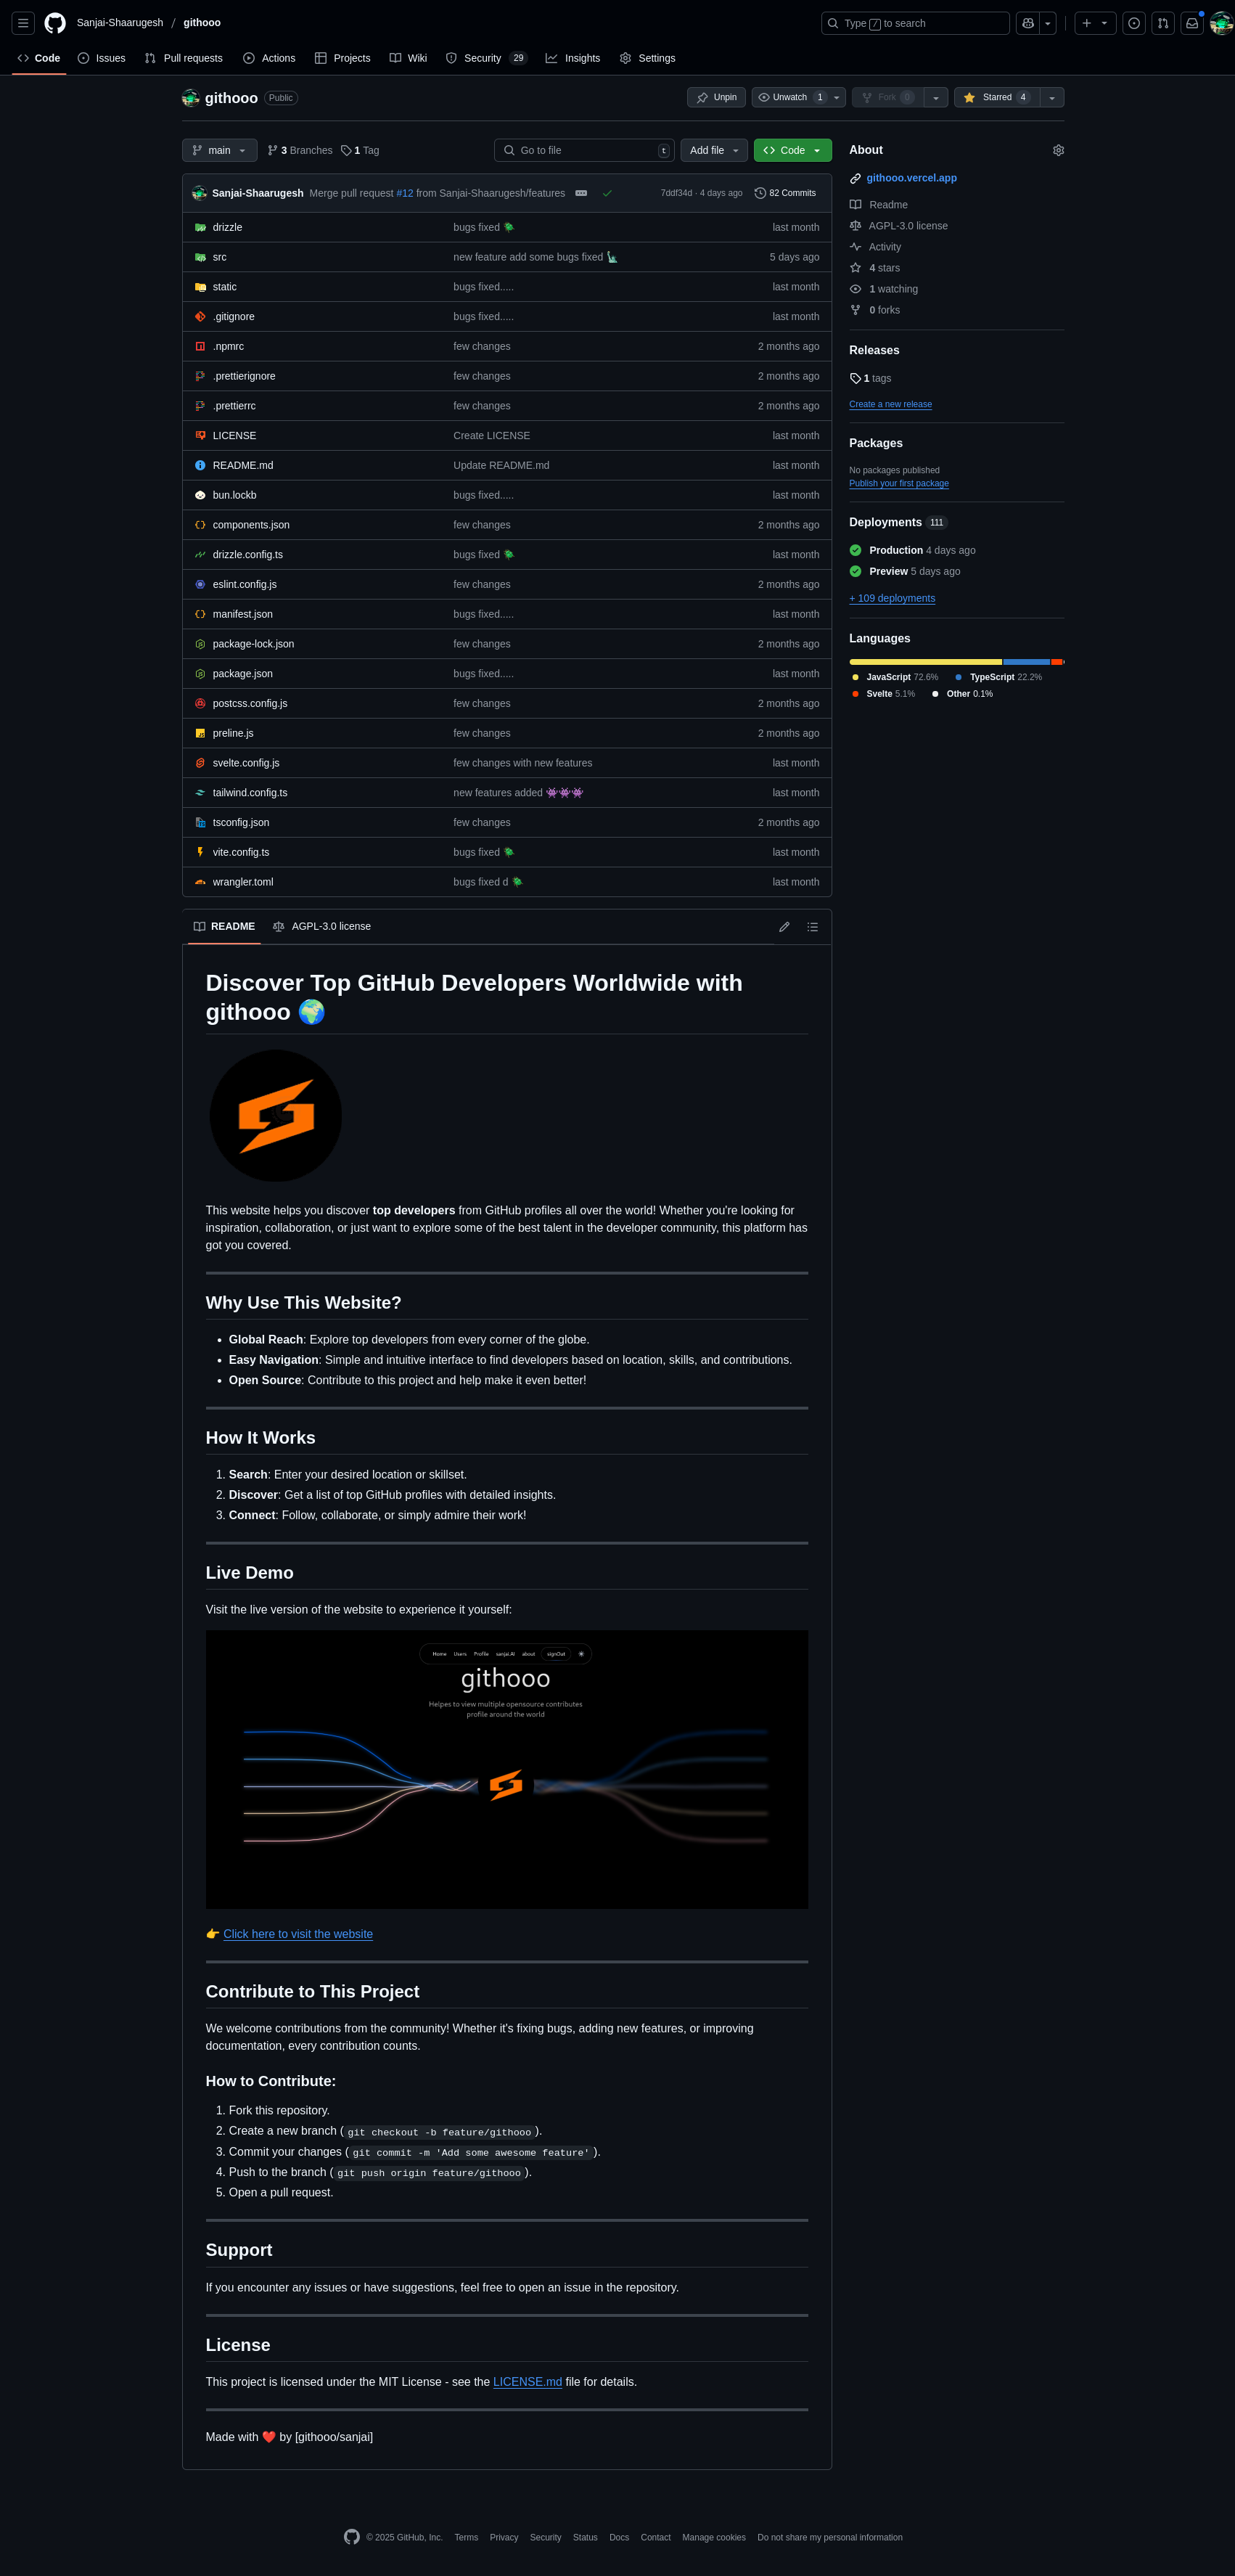 Sanjai-Shaarugesh / githooo
Type / to search
Code Issues Pull requests Actions Projects Wiki Security 29 Insights Settings
githooo Public
Unpin Unwatch 1 Fork 0 Starred 4
main 3 Branches 1 Tag
Go to file t
Add file
Code
Sanjai-Shaarugesh Merge pull request #12 from Sanjai-Shaarugesh/features 7ddf34d · 4 days ago 82 Commits
drizzle bugs fixed 🪲 last month
src new feature add some bugs fixed 🗽 5 days ago
static bugs fixed..... last month
.gitignore bugs fixed..... last month
.npmrc few changes 2 months ago
.prettierignore few changes 2 months ago
.prettierrc few changes 2 months ago
LICENSE Create LICENSE last month
README.md Update README.md last month
bun.lockb bugs fixed..... last month
components.json few changes 2 months ago
drizzle.config.ts bugs fixed 🪲 last month
eslint.config.js few changes 2 months ago
manifest.json bugs fixed..... last month
package-lock.json few changes 2 months ago
package.json bugs fixed..... last month
postcss.config.js few changes 2 months ago
preline.js few changes 2 months ago
svelte.config.js few changes with new features last month
tailwind.config.ts new features added 👾👾👾 last month
tsconfig.json few changes 2 months ago
vite.config.ts bugs fixed 🪲 last month
wrangler.toml bugs fixed d 🪲 last month
About
githooo.vercel.app
Readme
AGPL-3.0 license
Activity
4 stars
1 watching
0 forks
Releases
1 tags
Create a new release
Packages
No packages published
Publish your first package
Deployments 111
Production 4 days ago
Preview 5 days ago
+ 109 deployments
Languages
JavaScript 72.6% TypeScript 22.2%
Svelte 5.1% Other 0.1%
README AGPL-3.0 license
Discover Top GitHub Developers Worldwide with
githooo 🌍
This website helps you discover top developers from GitHub profiles all over the world! Whether you're looking for
inspiration, collaboration, or just want to explore some of the best talent in the developer community, this platform has
got you covered.
Why Use This Website?
• Global Reach: Explore top developers from every corner of the globe.
• Easy Navigation: Simple and intuitive interface to find developers based on location, skills, and contributions.
• Open Source: Contribute to this project and help make it even better!
How It Works
1. Search: Enter your desired location or skillset.
2. Discover: Get a list of top GitHub profiles with detailed insights.
3. Connect: Follow, collaborate, or simply admire their work!
Live Demo
Visit the live version of the website to experience it yourself:
Home Users Profile sanjai.AI about signOut
githooo
Helpes to view multiple opensource contributes
profile around the world
👉 Click here to visit the website
Contribute to This Project
We welcome contributions from the community! Whether it's fixing bugs, adding new features, or improving
documentation, every contribution counts.
How to Contribute:
1. Fork this repository.
2. Create a new branch ( git checkout -b feature/githooo ).
3. Commit your changes ( git commit -m 'Add some awesome feature' ).
4. Push to the branch ( git push origin feature/githooo ).
5. Open a pull request.
Support
If you encounter any issues or have suggestions, feel free to open an issue in the repository.
License
This project is licensed under the MIT License - see the LICENSE.md file for details.
Made with ❤️ by [githooo/sanjai]
© 2025 GitHub, Inc. Terms Privacy Security Status Docs Contact Manage cookies Do not share my personal information